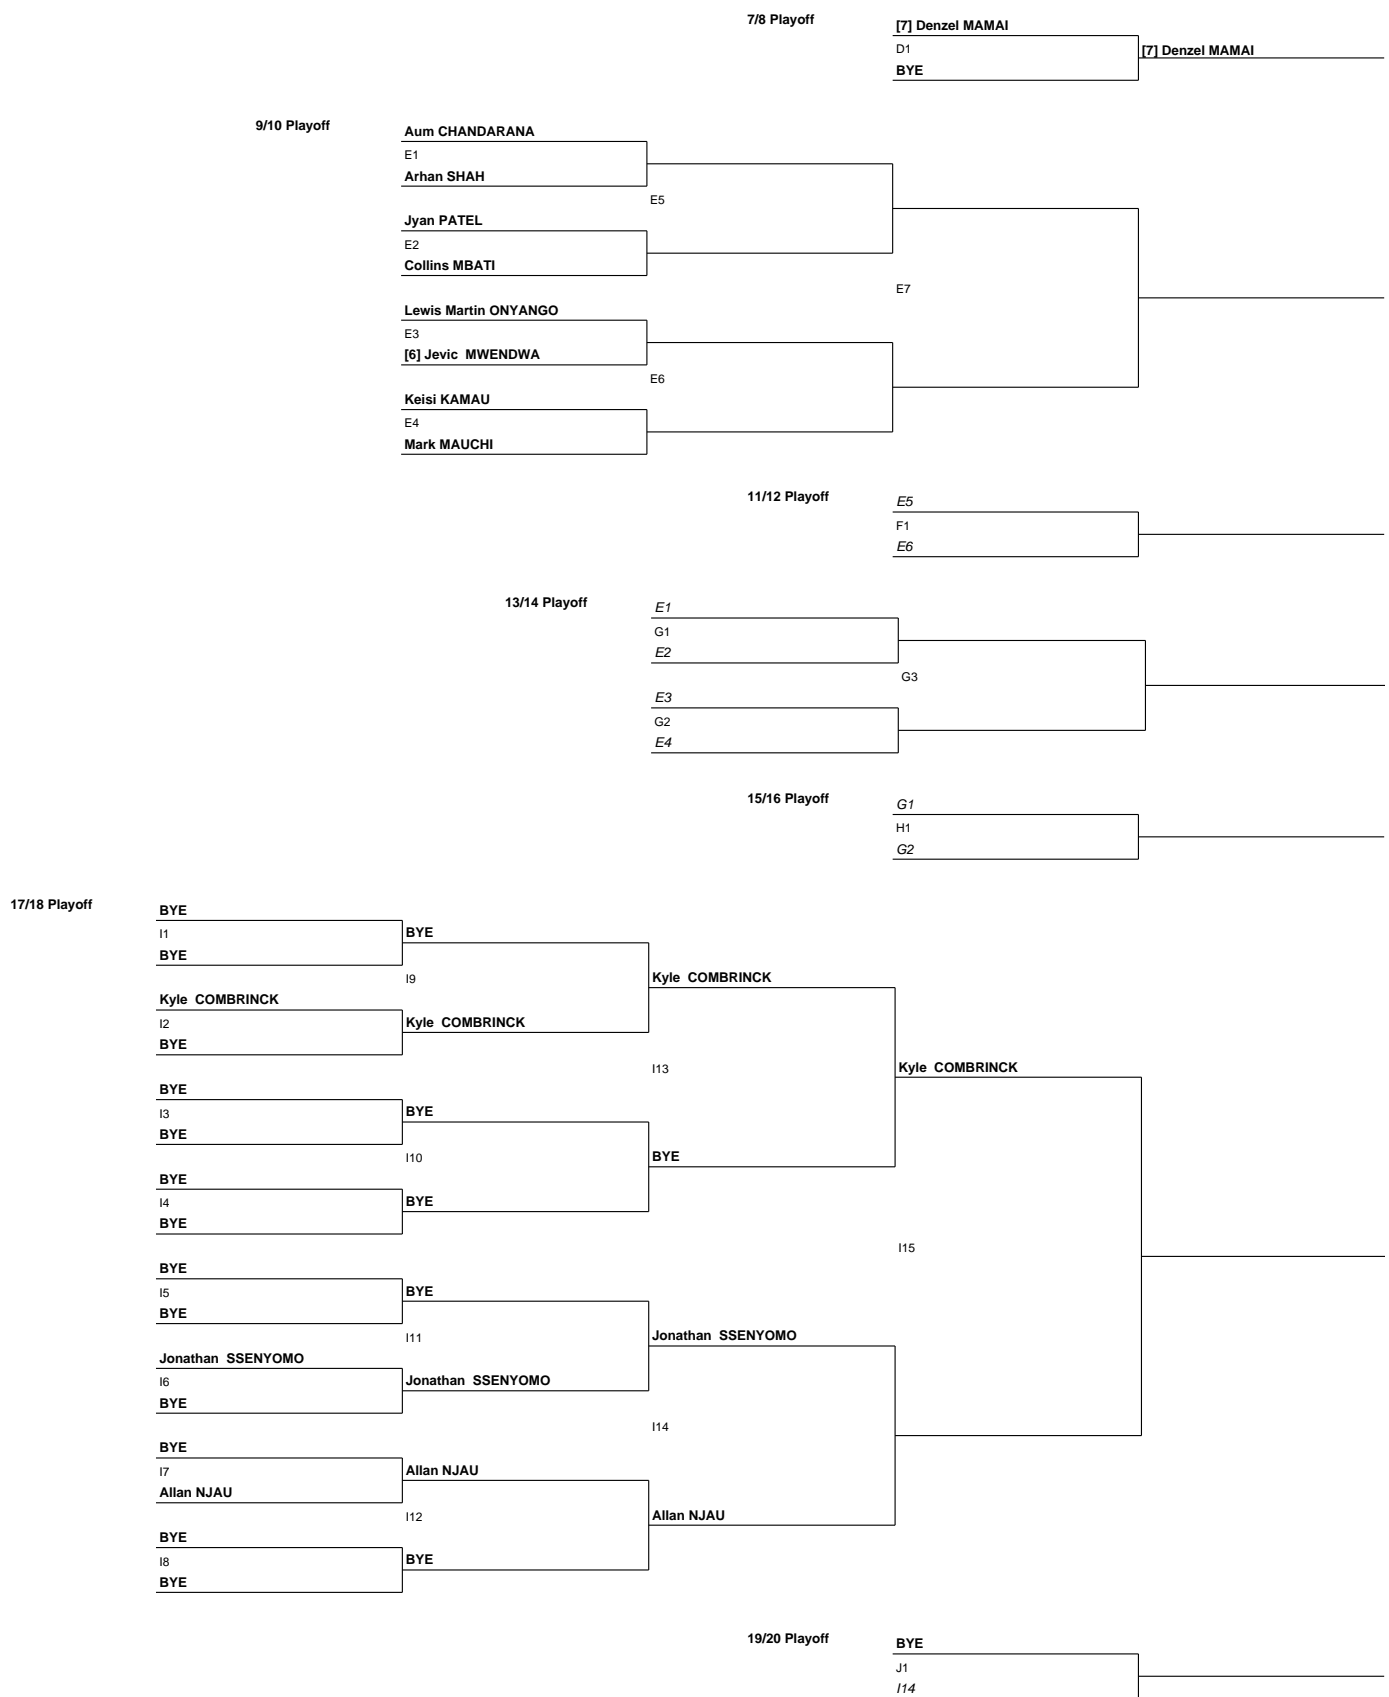 7/8 Playoff
[7] Denzel MAMAI
D1
[7] Denzel MAMAI
BYE
9/10 Playoff
Aum CHANDARANA
E1
Arhan SHAH
E5
Jyan PATEL
E2
Collins MBATI
E7
Lewis Martin ONYANGO
E3
[6] Jevic MWENDWA
E6
Keisi KAMAU
E4
Mark MAUCHI
11/12 Playoff
E5
F1
E6
13/14 Playoff
E1
G1
E2
G3
E3
G2
E4
15/16 Playoff
G1
H1
G2
17/18 Playoff
BYE
I1
BYE
BYE
I9
Kyle COMBRINCK
Kyle COMBRINCK
I2
Kyle COMBRINCK
BYE
I13
Kyle COMBRINCK
BYE
I3
BYE
BYE
I10
BYE
BYE
I4
BYE
BYE
I15
BYE
I5
BYE
BYE
I11
Jonathan SSENYOMO
Jonathan SSENYOMO
I6
Jonathan SSENYOMO
BYE
I14
BYE
I7
Allan NJAU
Allan NJAU
I12
Allan NJAU
BYE
I8
BYE
BYE
19/20 Playoff
BYE
J1
I14